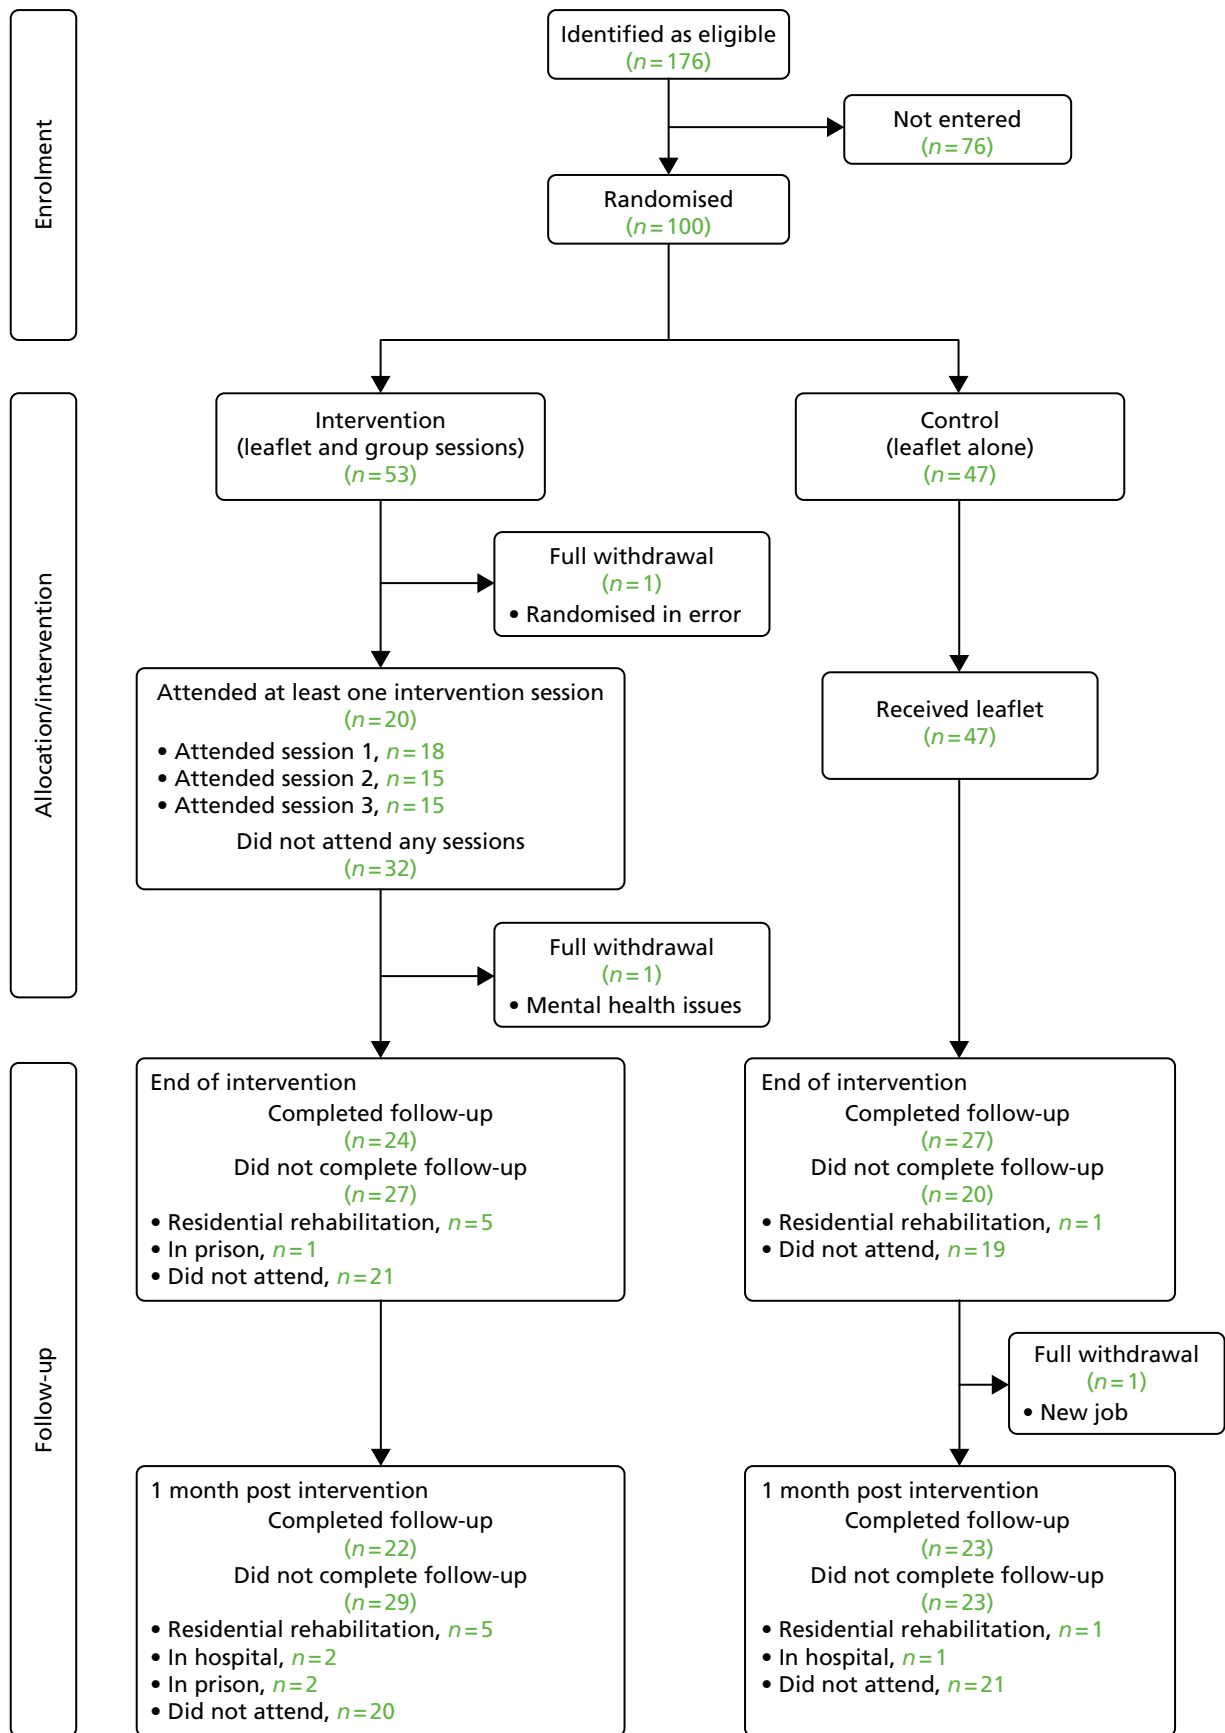 Enrolment
Identified as eligible
(n=176)
Not entered
(n=76)
Randomised
(n=100)
Allocation/intervention
Intervention
(leaflet and group sessions)
(n=53)
Control
(leaflet alone)
(n=47)
Full withdrawal
(n=1)
• Randomised in error
Attended at least one intervention session
(n=20)
• Attended session 1, n=18
• Attended session 2, n=15
• Attended session 3, n=15
Did not attend any sessions
(n=32)
Received leaflet
(n=47)
Full withdrawal
(n=1)
• Mental health issues
Follow-up
End of intervention
Completed follow-up
(n=24)
Did not complete follow-up
(n=27)
• Residential rehabilitation, n=5
• In prison, n=1
• Did not attend, n=21
End of intervention
Completed follow-up
(n=27)
Did not complete follow-up
(n=20)
• Residential rehabilitation, n=1
• Did not attend, n=19
Full withdrawal
(n=1)
• New job
1 month post intervention
Completed follow-up
(n=22)
Did not complete follow-up
(n=29)
• Residential rehabilitation, n=5
• In hospital, n=2
• In prison, n=2
• Did not attend, n=20
1 month post intervention
Completed follow-up
(n=23)
Did not complete follow-up
(n=23)
• Residential rehabilitation, n=1
• In hospital, n=1
• Did not attend, n=21